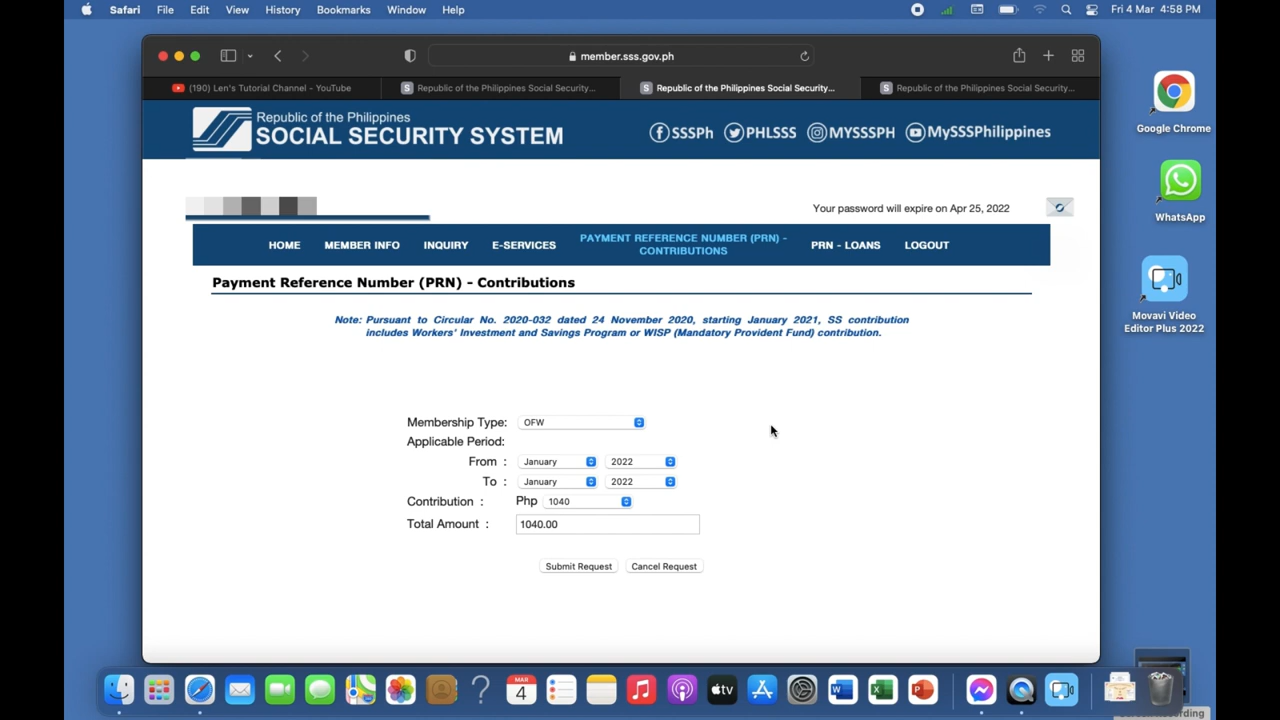 Safari File Edit View History Bookmarks Window Help Fri 4 Mar 4:58 PM
member.sss.gov.ph
(190) Len's Tutorial Channel - YouTube
Republic of the Philippines Social Security...
Republic of the Philippines Social Security...
Republic of the Philippines Social Security...
Republic of the Philippines
SOCIAL SECURITY SYSTEM
SSSPh PHLSSS MYSSSPH MySSSPhilippines
Your password will expire on Apr 25, 2022
HOME MEMBER INFO INQUIRY E-SERVICES PAYMENT REFERENCE NUMBER (PRN) -
CONTRIBUTIONS PRN - LOANS LOGOUT
Payment Reference Number (PRN) - Contributions
Note: Pursuant to Circular No. 2020-032 dated 24 November 2020, starting January 2021, SS contribution
includes Workers' Investment and Savings Program or WISP (Mandatory Provident Fund) contribution.
Membership Type: OFW
Applicable Period:
From : January 2022
To : January 2022
Contribution : Php 1040
Total Amount : 1040.00
Submit Request Cancel Request
Google Chrome
WhatsApp
Movavi Video
Editor Plus 2022
MAR
4
tv